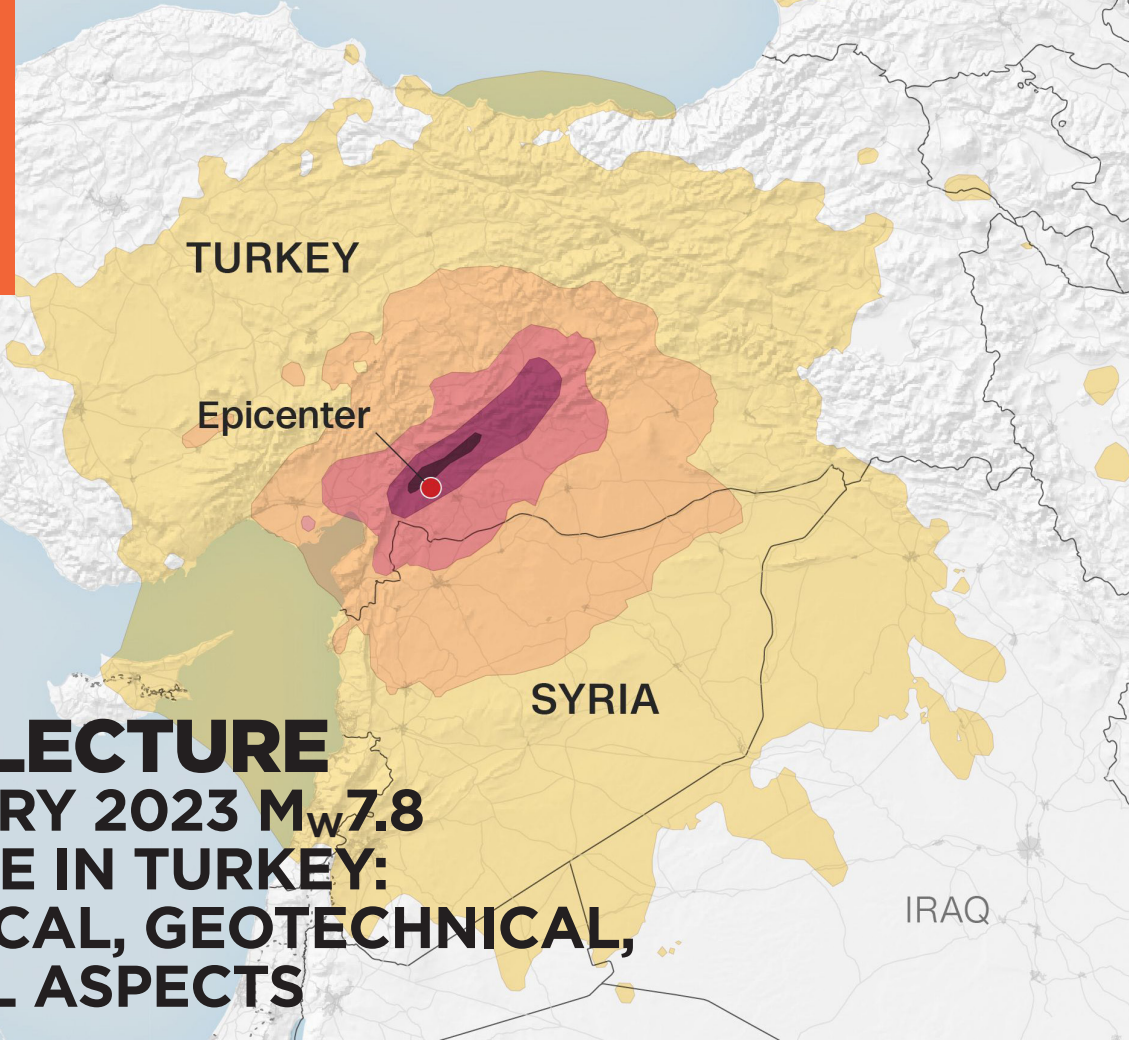 TURKEY
Epicenter
SYRIA
IRAQ
LECTURE
RY 2023 Mw7.8
E IN TURKEY:
CAL, GEOTECHNICAL,
L ASPECTS